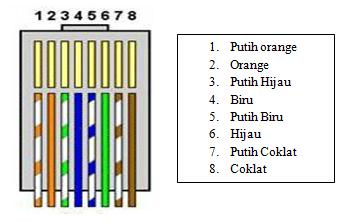 12345678
1. Putih orange
2. Orange
3. Putih Hijau
4. Biru
5. Putih Biru
6. Hijau
7. Putih Coklat
8. Coklat